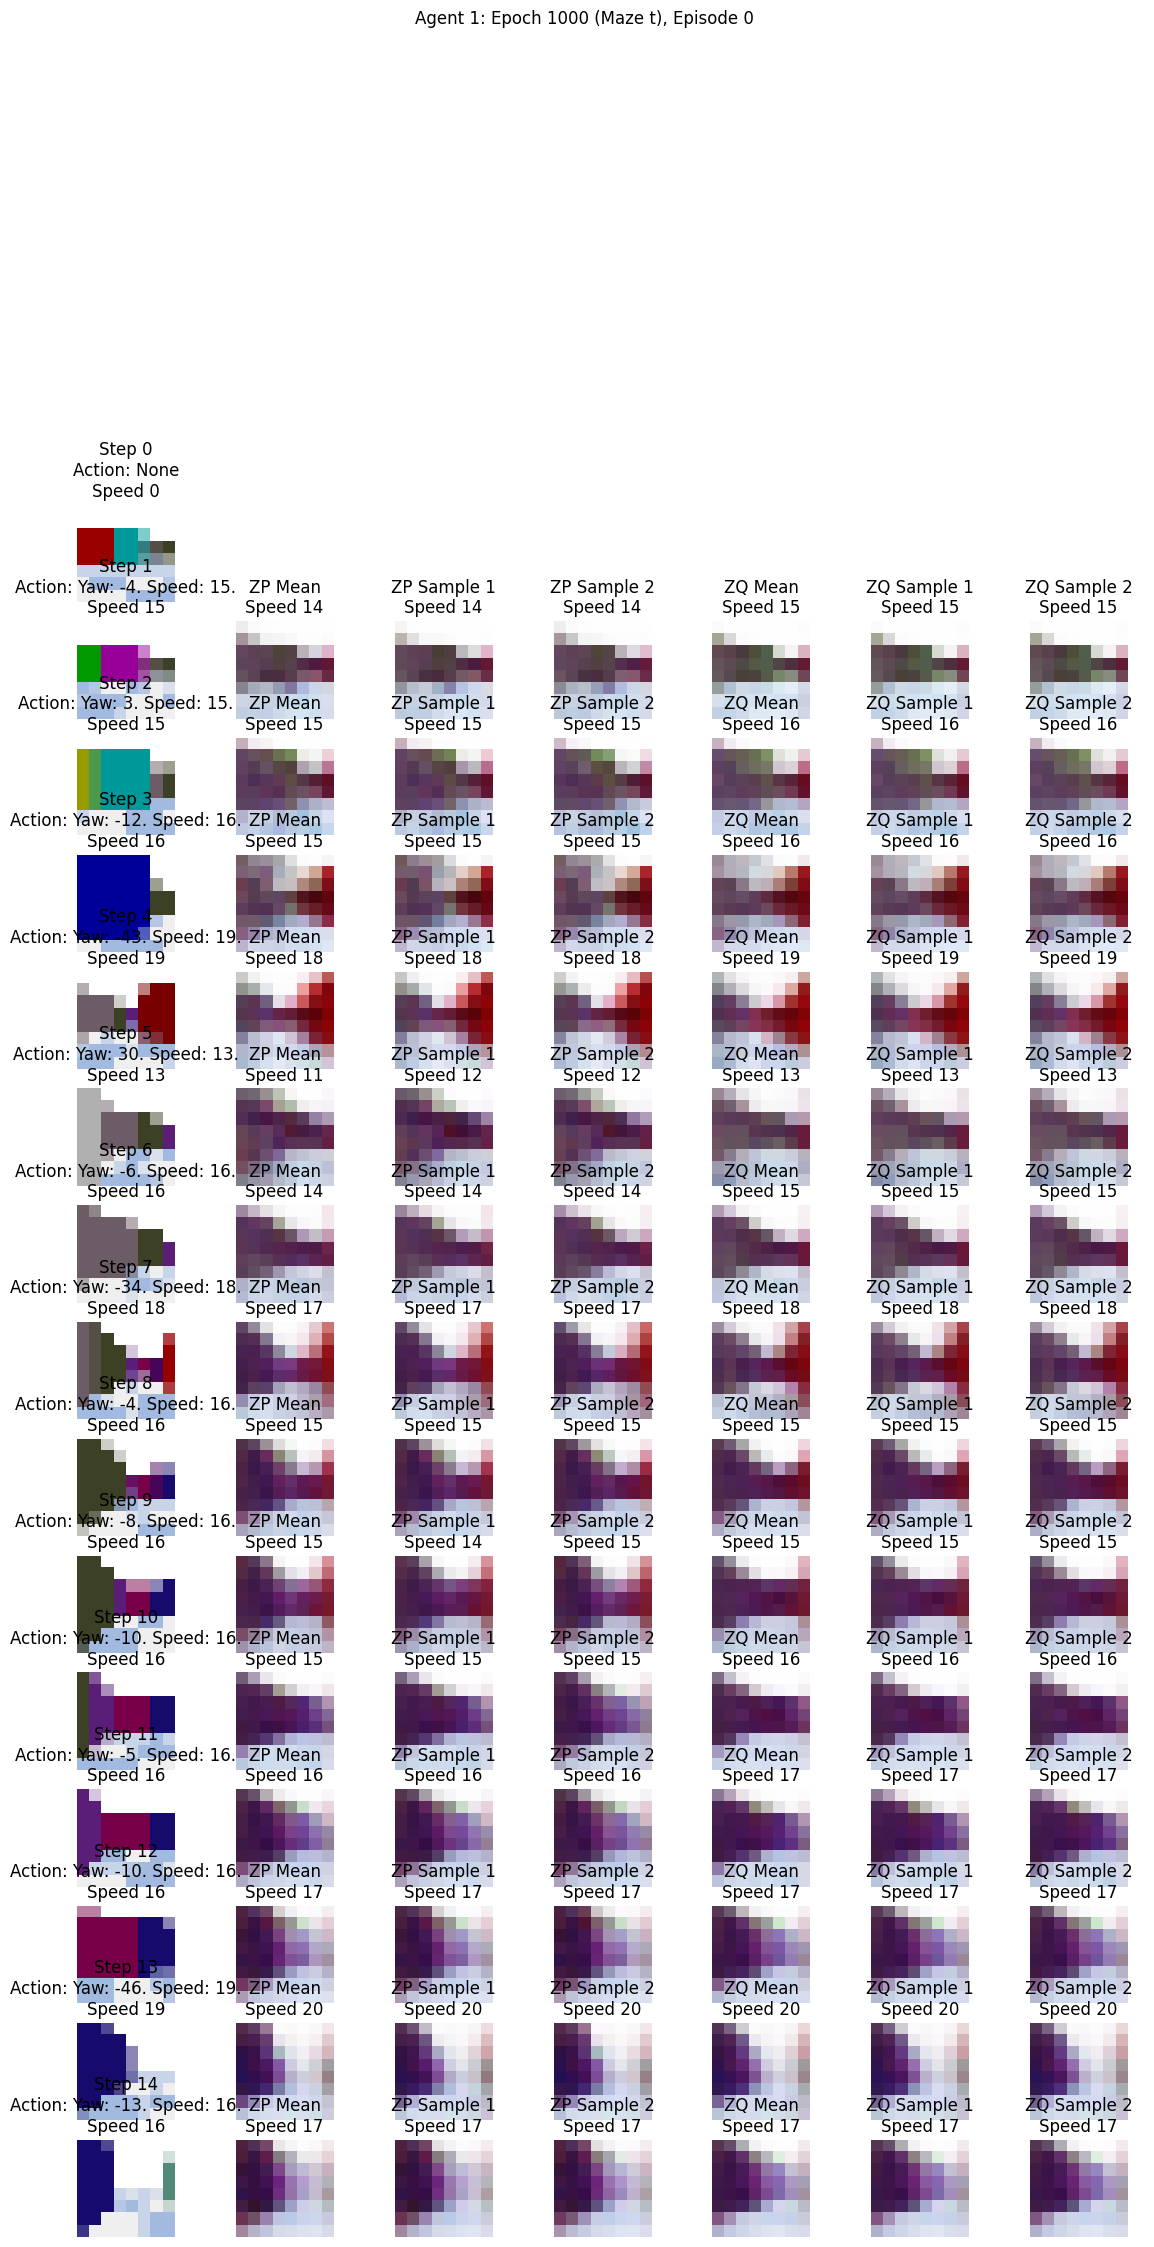 Agent 1: Epoch 1000 (Maze t), Episode 0
Step 0
Action: None
Speed 0
Step 1
Action: Yaw: -4. Speed: 15. ZP Mean ZP Sample 1 ZP Sample 2 ZQ Mean ZQ Sample 1 ZQ Sample 2
Speed 15 Speed 14 Speed 14 Speed 14 Speed 15 Speed 15 Speed 15
Step 2
Action: Yaw: 3. Speed: 15. ZP Mean ZP Sample 1 ZP Sample 2 ZQ Mean ZQ Sample 1 ZQ Sample 2
Speed 15 Speed 15 Speed 15 Speed 15 Speed 16 Speed 16 Speed 16
Step 3
Action: Yaw: -12. Speed: 16. ZP Mean ZP Sample 1 ZP Sample 2 ZQ Mean ZQ Sample 1 ZQ Sample 2
Speed 16 Speed 15 Speed 15 Speed 15 Speed 16 Speed 16 Speed 16
Step 4
Action: Yaw: -43. Speed: 19. ZP Mean ZP Sample 1 ZP Sample 2 ZQ Mean ZQ Sample 1 ZQ Sample 2
Speed 19 Speed 18 Speed 18 Speed 18 Speed 19 Speed 19 Speed 19
Step 5
Action: Yaw: 30. Speed: 13. ZP Mean ZP Sample 1 ZP Sample 2 ZQ Mean ZQ Sample 1 ZQ Sample 2
Speed 13 Speed 11 Speed 12 Speed 12 Speed 13 Speed 13 Speed 13
Step 6
Action: Yaw: -6. Speed: 16. ZP Mean ZP Sample 1 ZP Sample 2 ZQ Mean ZQ Sample 1 ZQ Sample 2
Speed 16 Speed 14 Speed 14 Speed 14 Speed 15 Speed 15 Speed 15
Step 7
Action: Yaw: -34. Speed: 18. ZP Mean ZP Sample 1 ZP Sample 2 ZQ Mean ZQ Sample 1 ZQ Sample 2
Speed 18 Speed 17 Speed 17 Speed 17 Speed 18 Speed 18 Speed 18
Step 8
Action: Yaw: -4. Speed: 16. ZP Mean ZP Sample 1 ZP Sample 2 ZQ Mean ZQ Sample 1 ZQ Sample 2
Speed 16 Speed 15 Speed 15 Speed 15 Speed 15 Speed 15 Speed 15
Step 9
Action: Yaw: -8. Speed: 16. ZP Mean ZP Sample 1 ZP Sample 2 ZQ Mean ZQ Sample 1 ZQ Sample 2
Speed 16 Speed 15 Speed 14 Speed 15 Speed 15 Speed 15 Speed 15
Step 10
Action: Yaw: -10. Speed: 16. ZP Mean ZP Sample 1 ZP Sample 2 ZQ Mean ZQ Sample 1 ZQ Sample 2
Speed 16 Speed 15 Speed 15 Speed 15 Speed 16 Speed 16 Speed 16
Step 11
Action: Yaw: -5. Speed: 16. ZP Mean ZP Sample 1 ZP Sample 2 ZQ Mean ZQ Sample 1 ZQ Sample 2
Speed 16 Speed 16 Speed 16 Speed 16 Speed 17 Speed 17 Speed 17
Step 12
Action: Yaw: -10. Speed: 16. ZP Mean ZP Sample 1 ZP Sample 2 ZQ Mean ZQ Sample 1 ZQ Sample 2
Speed 16 Speed 17 Speed 17 Speed 17 Speed 17 Speed 17 Speed 17
Step 13
Action: Yaw: -46. Speed: 19. ZP Mean ZP Sample 1 ZP Sample 2 ZQ Mean ZQ Sample 1 ZQ Sample 2
Speed 19 Speed 20 Speed 20 Speed 20 Speed 20 Speed 20 Speed 20
Step 14
Action: Yaw: -13. Speed: 16. ZP Mean ZP Sample 1 ZP Sample 2 ZQ Mean ZQ Sample 1 ZQ Sample 2
Speed 16 Speed 17 Speed 17 Speed 17 Speed 17 Speed 17 Speed 17